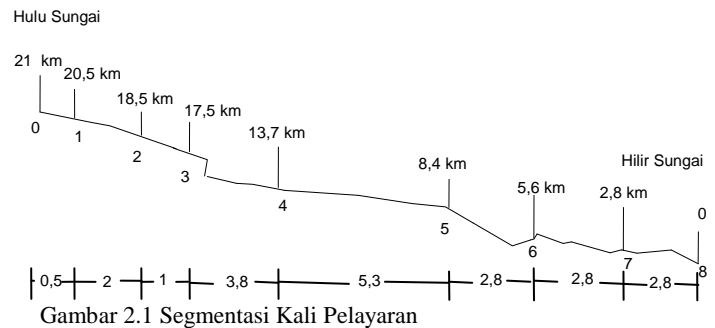 Hulu Sungai
21 km
20,5 km
18,5 km
17,5 km
13,7 km
8,4 km
Hilir Sungai
5,6 km
2,8 km
0
0
1
2
3
4
5
6
7
8
0,5 2 1 3,8 5,3 2,8 2,8 2,8
Gambar 2.1 Segmentasi Kali Pelayaran